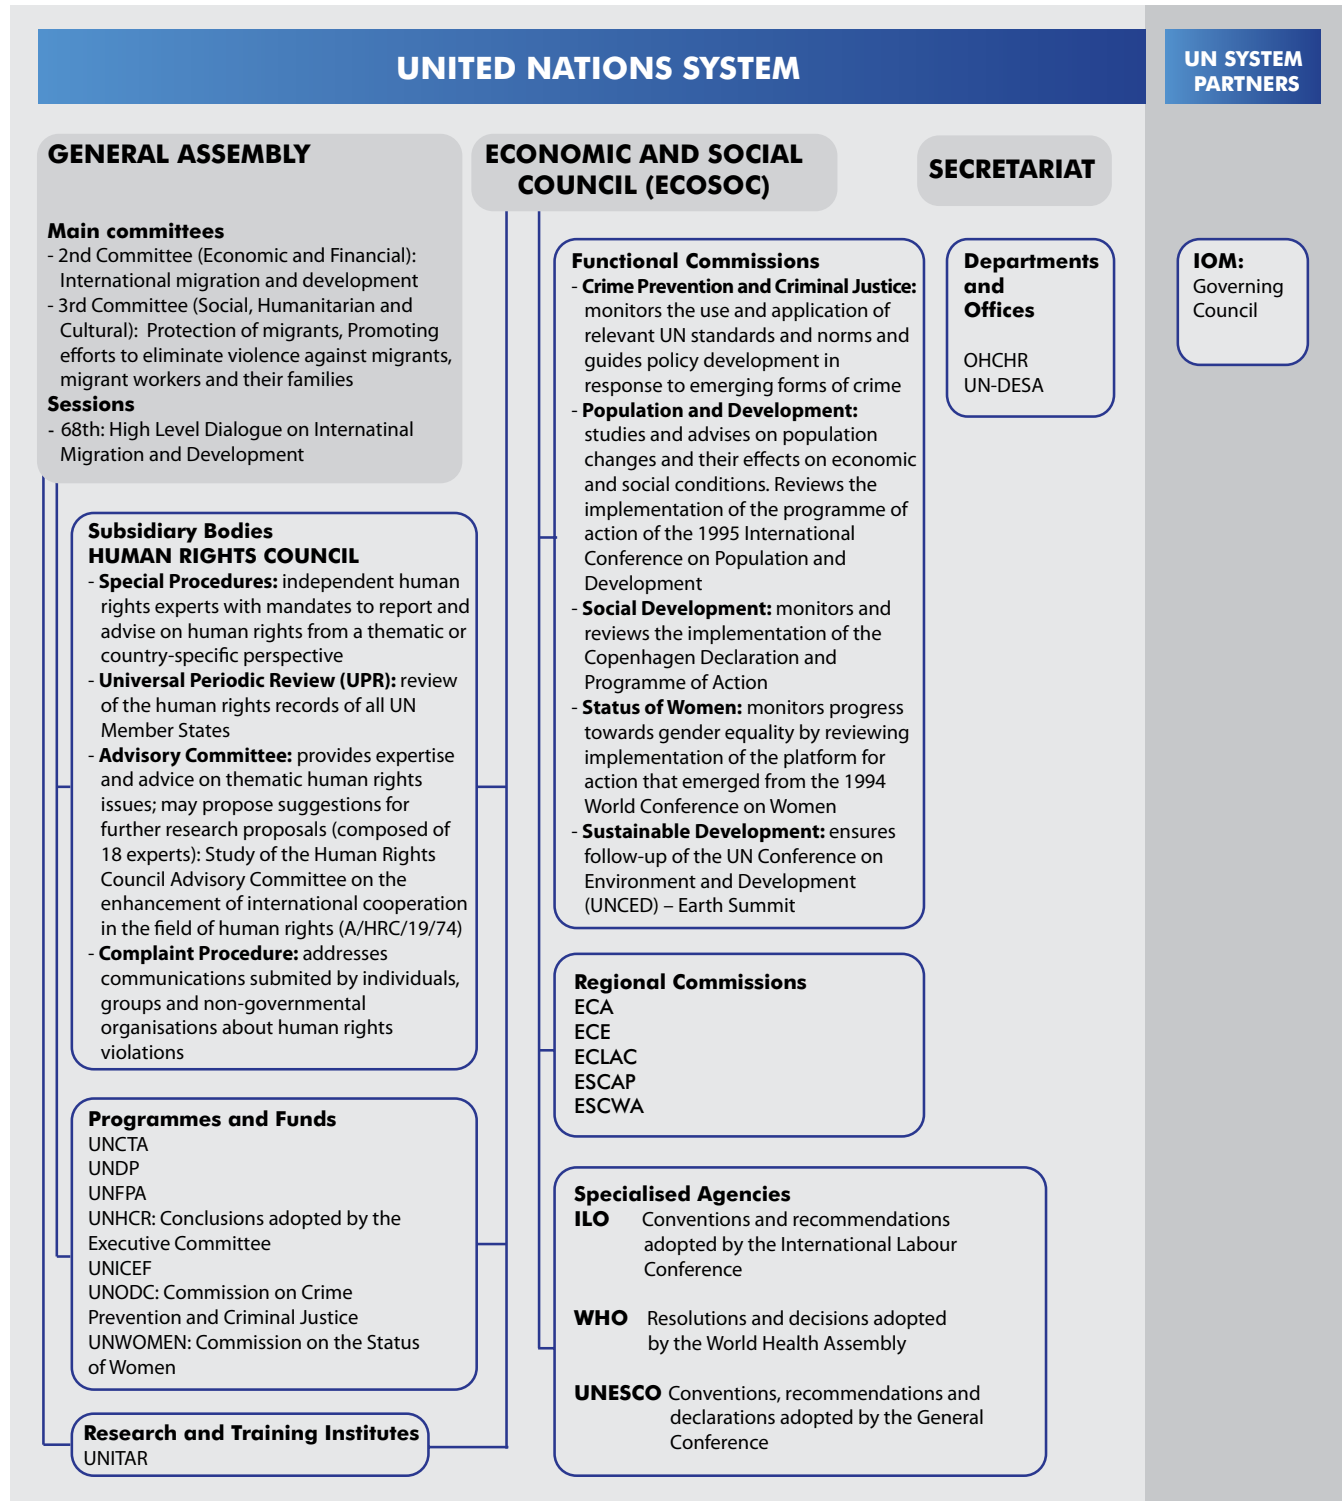 UNITED NATIONS SYSTEM
UN SYSTEM
PARTNERS
GENERAL ASSEMBLY
Main committees
- 2nd Committee (Economic and Financial):
International migration and development
- 3rd Committee (Social, Humanitarian and
Cultural): Protection of migrants, Promoting
efforts to eliminate violence against migrants,
migrant workers and their families
Sessions
- 68th: High Level Dialogue on Internatinal
Migration and Development
Subsidiary Bodies
HUMAN RIGHTS COUNCIL
- Special Procedures: independent human
rights experts with mandates to report and
advise on human rights from a thematic or
country-specific perspective
- Universal Periodic Review (UPR): review
of the human rights records of all UN
Member States
- Advisory Committee: provides expertise
and advice on thematic human rights
issues; may propose suggestions for
further research proposals (composed of
18 experts): Study of the Human Rights
Council Advisory Committee on the
enhancement of international cooperation
in the field of human rights (A/HRC/19/74)
- Complaint Procedure: addresses
communications submited by individuals,
groups and non-governmental
organisations about human rights
violations
Programmes and Funds
UNCTA
UNDP
UNFPA
UNHCR: Conclusions adopted by the
Executive Committee
UNICEF
UNODC: Commission on Crime
Prevention and Criminal Justice
UNWOMEN: Commission on the Status
of Women
Research and Training Institutes
UNITAR
ECONOMIC AND SOCIAL
COUNCIL (ECOSOC)
Functional Commissions
- Crime Prevention and Criminal Justice:
monitors the use and application of
relevant UN standards and norms and
guides policy development in
response to emerging forms of crime
- Population and Development:
studies and advises on population
changes and their effects on economic
and social conditions. Reviews the
implementation of the programme of
action of the 1995 International
Conference on Population and
Development
- Social Development: monitors and
reviews the implementation of the
Copenhagen Declaration and
Programme of Action
- Status of Women: monitors progress
towards gender equality by reviewing
implementation of the platform for
action that emerged from the 1994
World Conference on Women
- Sustainable Development: ensures
follow-up of the UN Conference on
Environment and Development
(UNCED) – Earth Summit
Regional Commissions
ECA
ECE
ECLAC
ESCAP
ESCWA
Specialised Agencies
ILO Conventions and recommendations
adopted by the International Labour
Conference
WHO Resolutions and decisions adopted
by the World Health Assembly
UNESCO Conventions, recommendations and
declarations adopted by the General
Conference
SECRETARIAT
Departments
and
Offices
OHCHR
UN-DESA
IOM:
Governing
Council